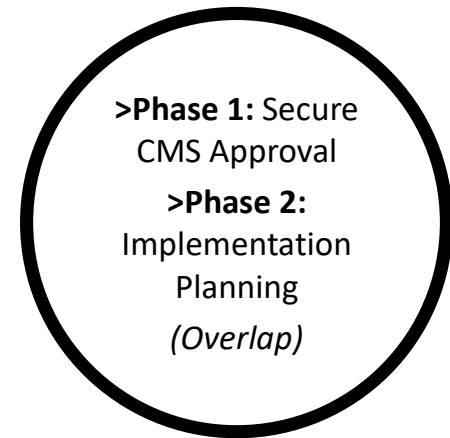 >Phase 1: Secure
CMS Approval
>Phase 2:
Implementation
Planning
(Overlap)